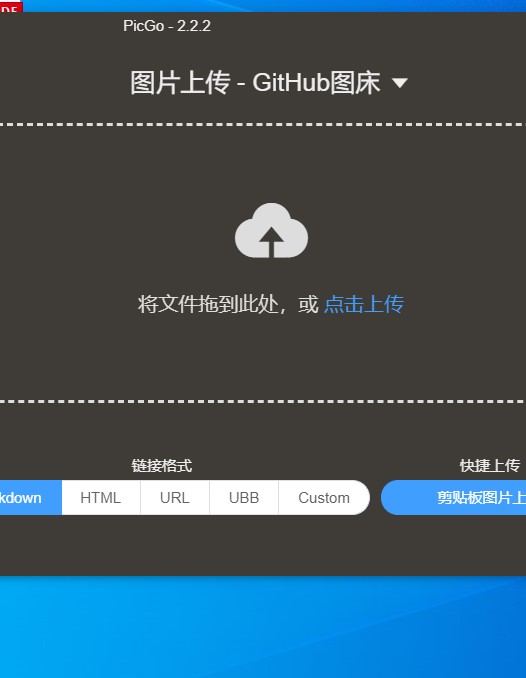 PicGo - 2.2.2
图片上传 - GitHub图床
将文件拖到此处，或 点击上传
链接格式
快捷上传
kdown HTML URL UBB Custom
剪贴板图片上